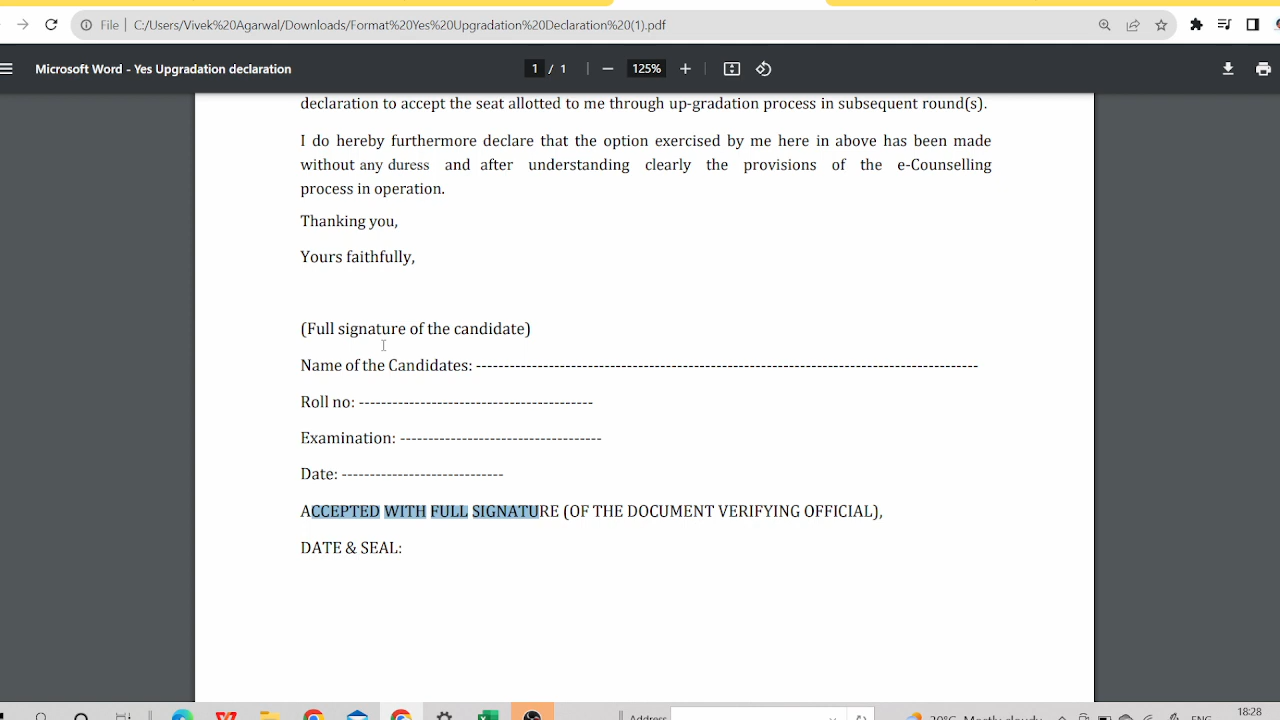 File
C:/Users/Vivek%20Agarwal/Downloads/Format%20Yes%20Upgradation%20Declaration%20(1).pdf
Microsoft Word - Yes Upgradation declaration
1 / 1
125%
declaration to accept the seat allotted to me through up-gradation process in subsequent round(s).
I do hereby furthermore declare that the option exercised by me here in above has been made
without any duress and after understanding clearly the provisions of the e-Counselling
process in operation.
Thanking you,
Yours faithfully,
(Full signature of the candidate)
Name of the Candidates: ------------------------------------------------------------------------------------------
Roll no: ------------------------------------------
Examination: ------------------------------------
Date: -----------------------------
ACCEPTED WITH FULL SIGNATURE (OF THE DOCUMENT VERIFYING OFFICIAL),
DATE & SEAL:
Address
Mostly cloudy
ENG
18:28